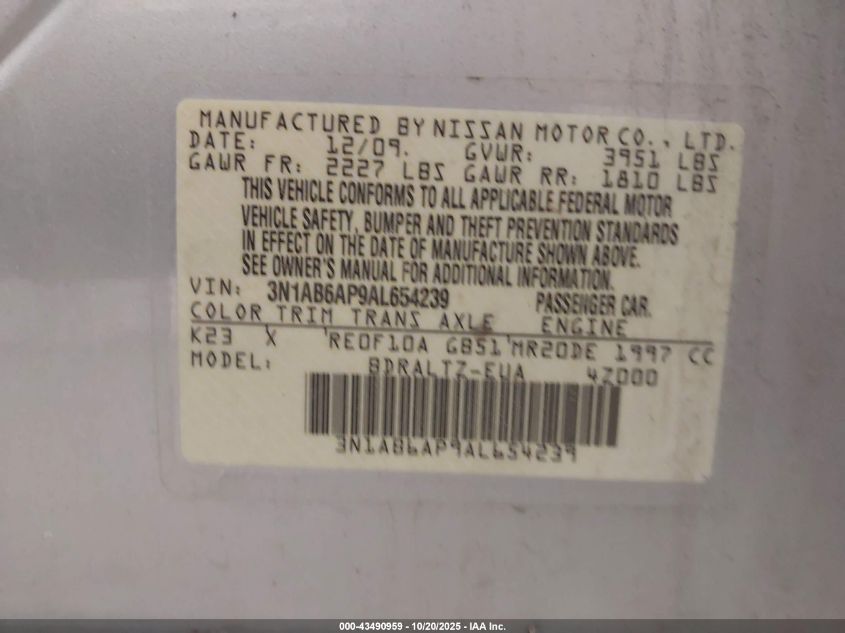 MANUFACTURED BY NISSAN MOTOR CO., LTD.
DATE: 12/09. GVWR: 3951 LBS
GAWR FR: 2227 LBS GAWR RR: 1810 LBS
THIS VEHICLE CONFORMS TO ALL APPLICABLE FEDERAL MOTOR
VEHICLE SAFETY, BUMPER AND THEFT PREVENTION STANDARDS
IN EFFECT ON THE DATE OF MANUFACTURE SHOWN ABOVE.
SEE OWNER'S MANUAL FOR ADDITIONAL INFORMATION.
VIN: 3N1AB6AP9AL654239 PASSENGER CAR.
COLOR TRIM TRANS AXLE ENGINE
K23 X RE0F10A GB51 MR20DE 1997 CC
MODEL: BDRALTZ-EUA 4Z000
3N1AB6AP9AL654239
000-43490959 - 10/20/2025 - IAA Inc.